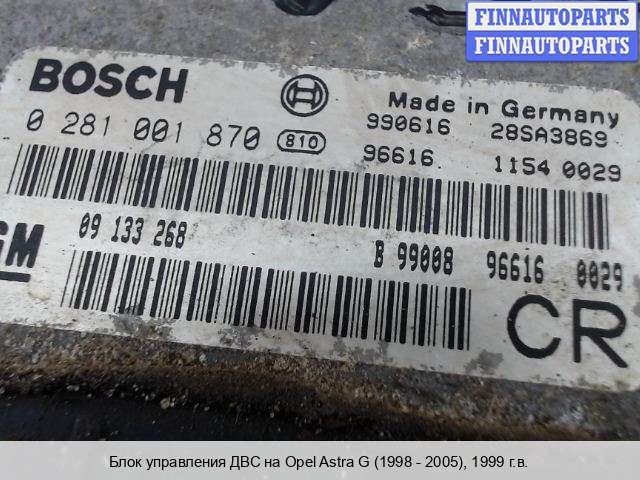 FINNAUTOPARTS
FINNAUTOPARTS
BOSCH
Made in Germany
0 281 001 870 810
990616 28SA3869
96616. 1154 0029
GM
09 133 268
B 99008 96616 0029
CR
Блок управления ДВС на Opel Astra G (1998 - 2005), 1999 г.в.